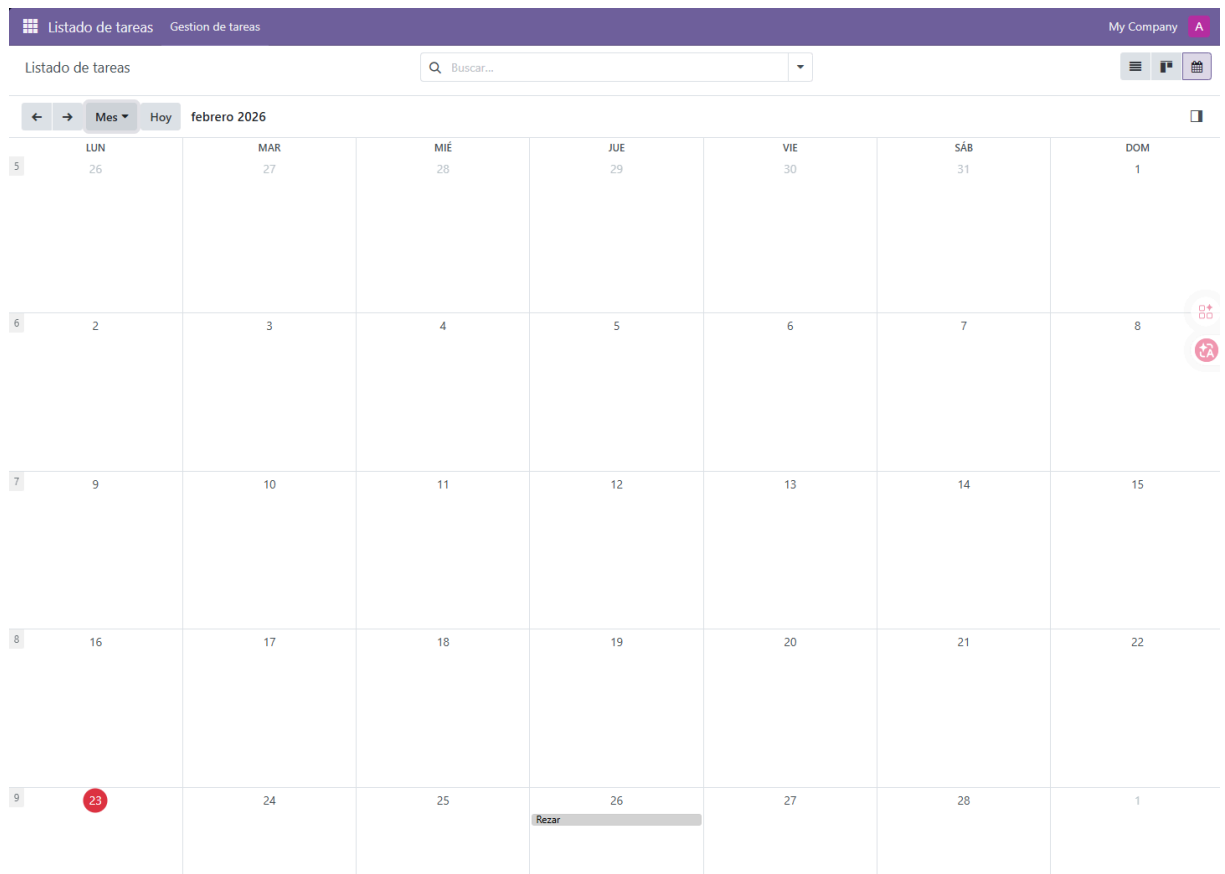 Listado de tareas Gestion de tareas My Company A
Listado de tareas Buscar...
Mes Hoy febrero 2026
LUN MAR MIÉ JUE VIE SÁB DOM
5 26 27 28 29 30 31 1
6 2 3 4 5 6 7 8
7 9 10 11 12 13 14 15
8 16 17 18 19 20 21 22
9 23 24 25 26 27 28 1
Rezar